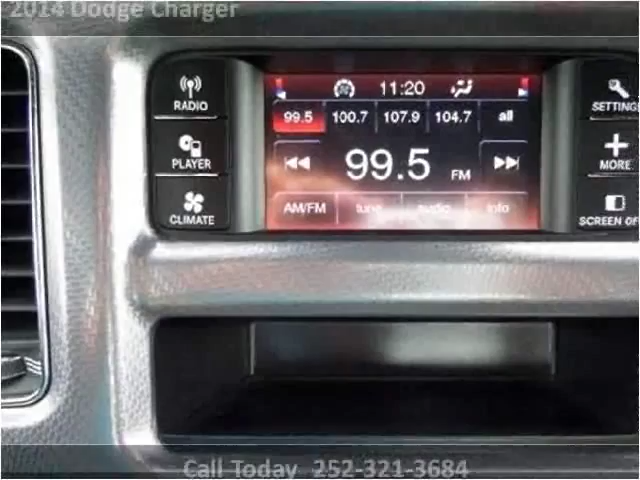 2014 Dodge Charger
11:20
RADIO
SETTINGS
99.5 100.7 107.9 104.7 all
PLAYER
99.5 FM
MORE
CLIMATE
AM/FM tune audio info
SCREEN OF
Call Today 252-321-3684